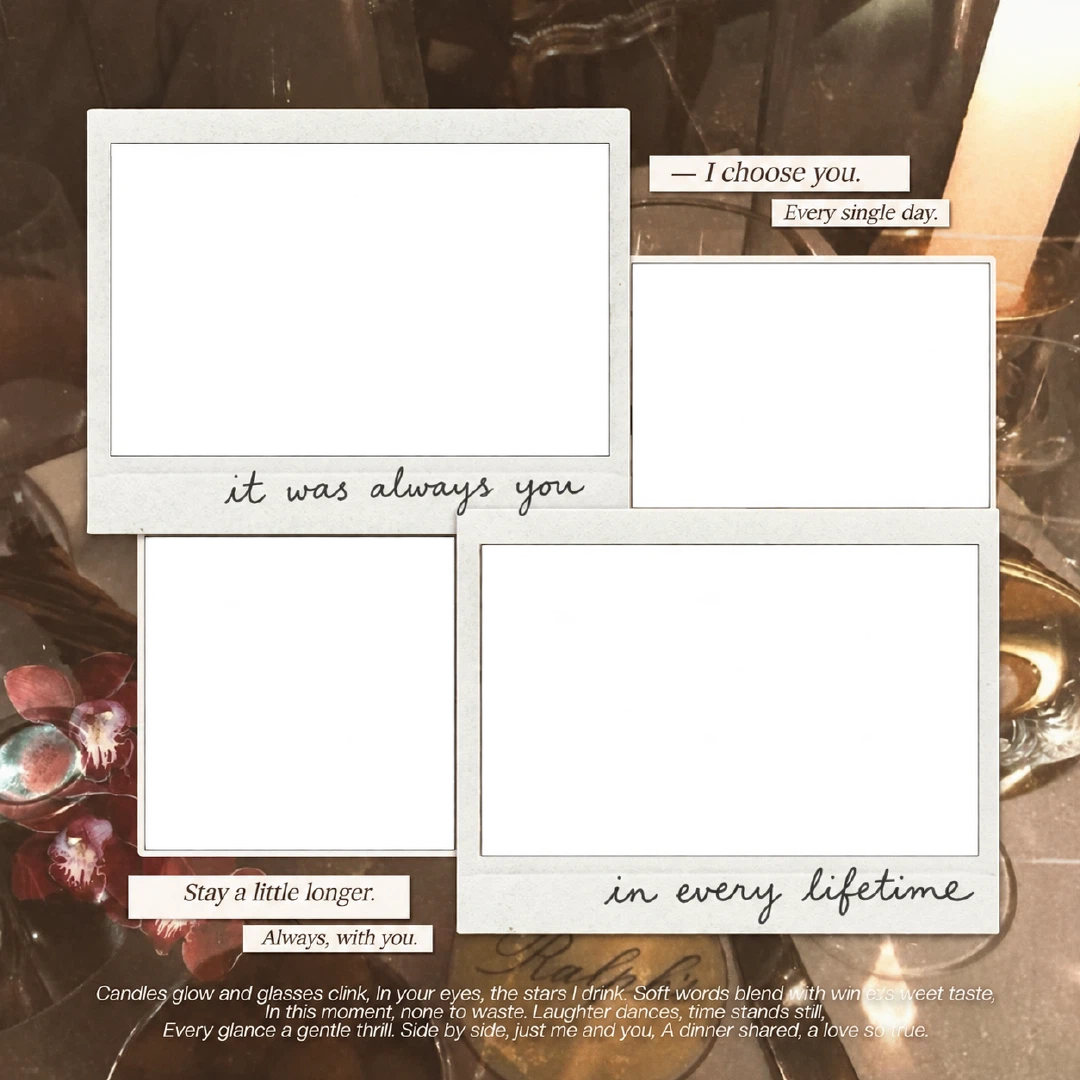 — I choose you.
Every single day.
it was always you
in every lifetime
Stay a little longer.
Always, with you.
Ralph's
Candles glow and glasses clink, In your eyes, the stars I drink. Soft words blend with win e,s weet taste,
In this moment, none to waste. Laughter dances, time stands still,
Every glance a gentle thrill. Side by side, just me and you, A dinner shared, a love so true.